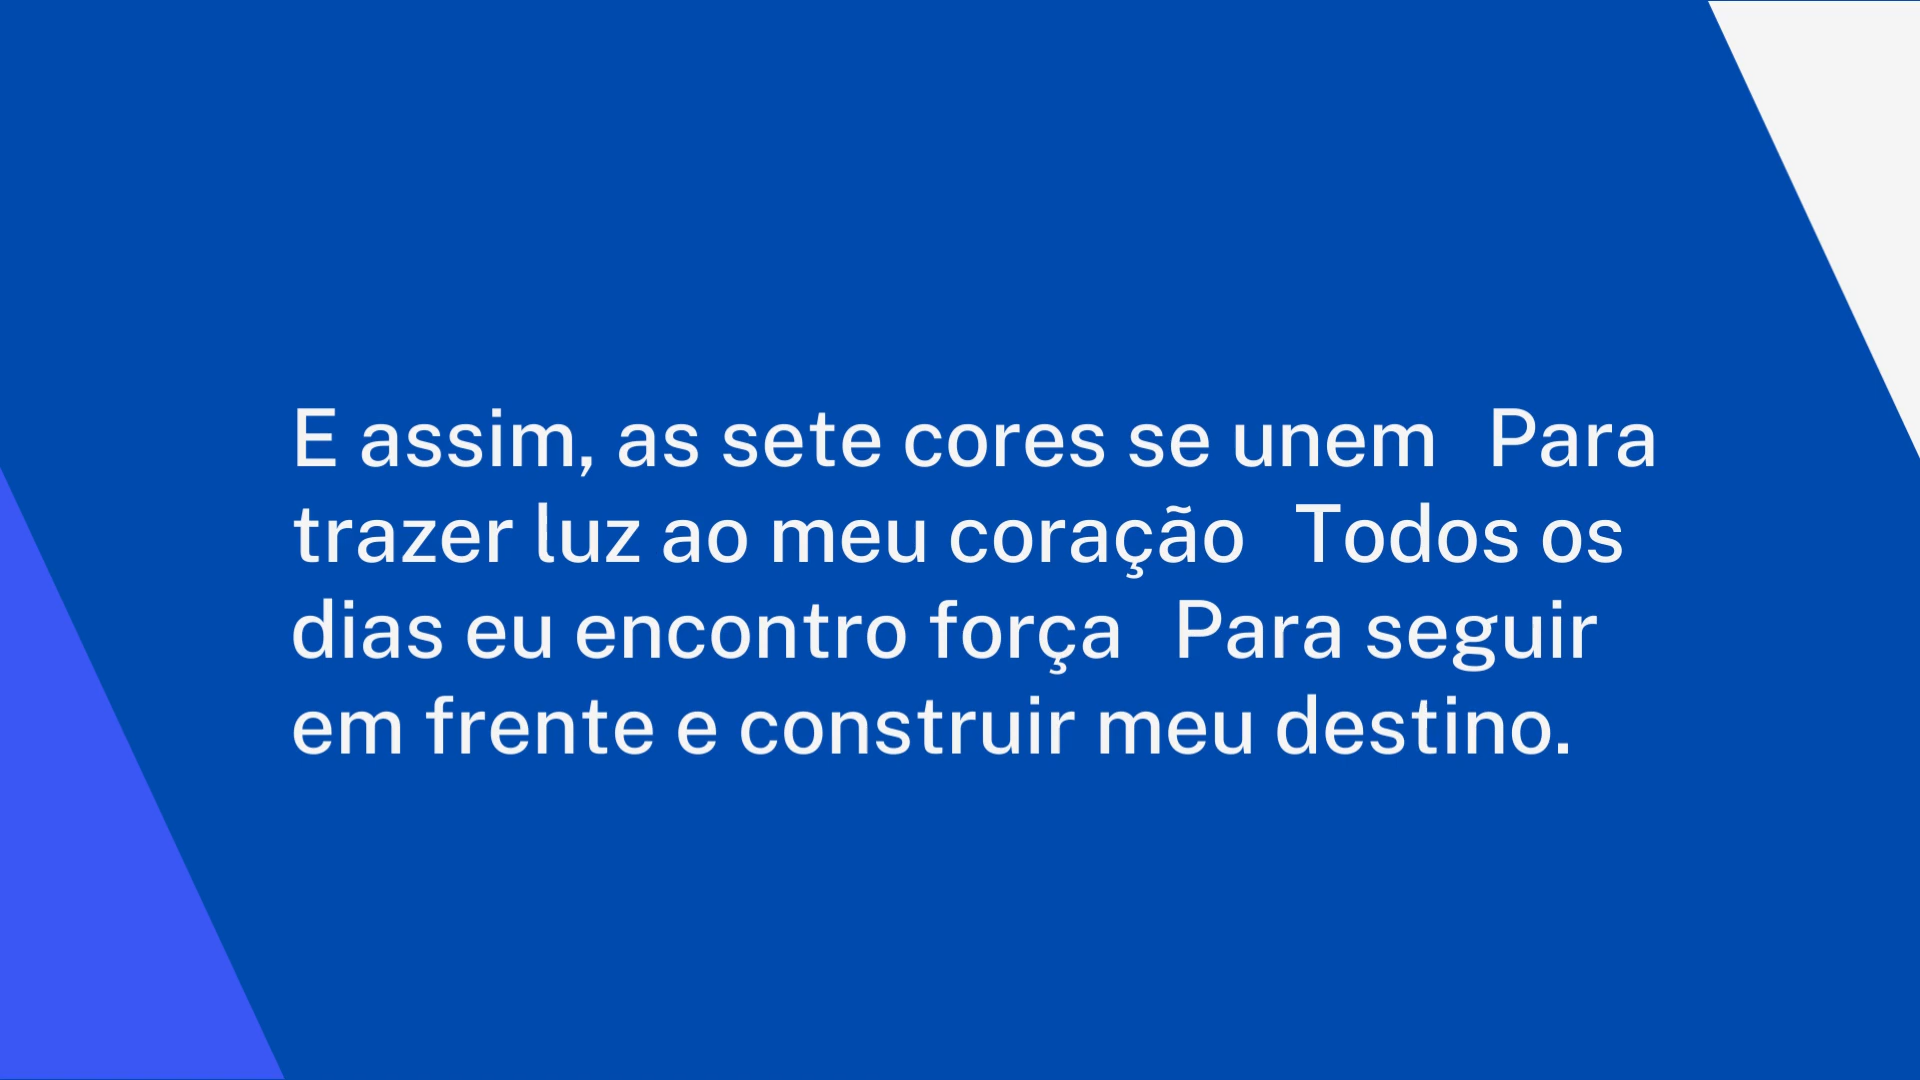 E assim, as sete cores se unem   Para
trazer luz ao meu coração   Todos os
dias eu encontro força   Para seguir
em frente e construir meu destino.